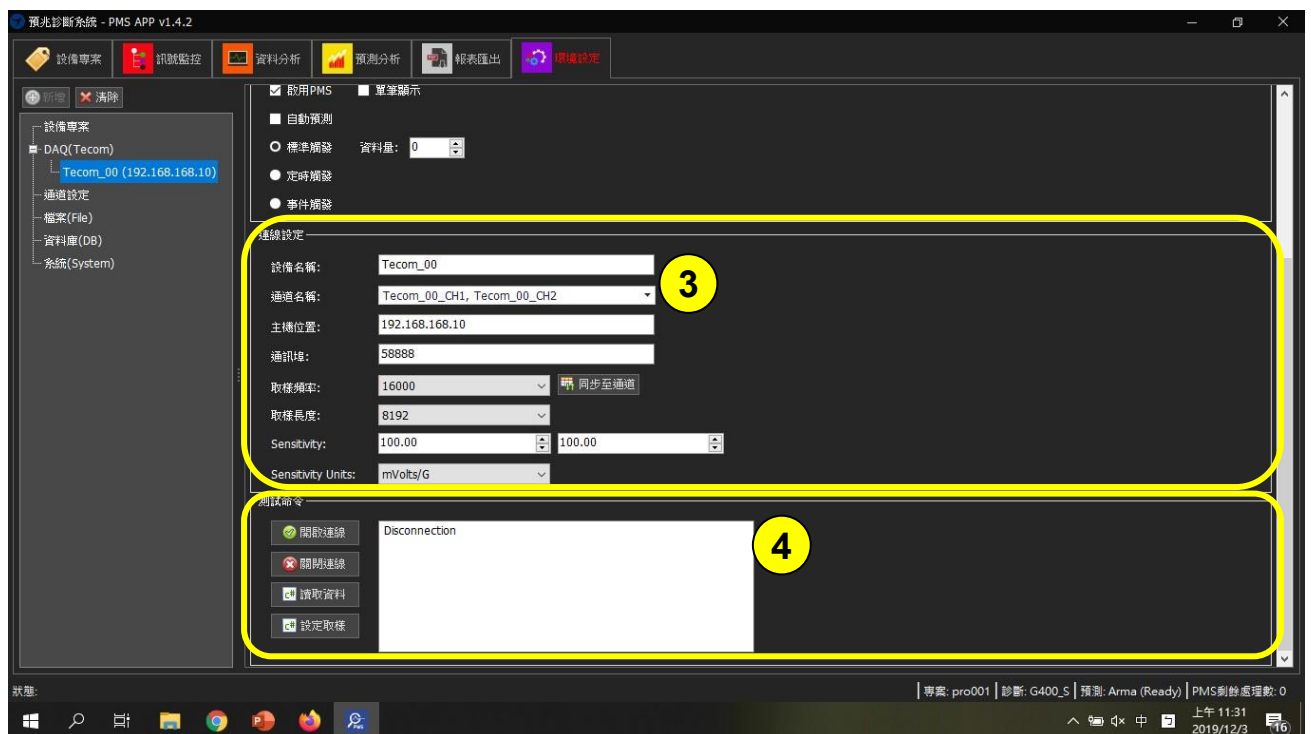 預兆診斷系統 - PMS APP v1.4.2
設備專案 訊號監控 資料分析 預測分析 報表匯出 環境設定
新增 清除
設備專案
DAQ(Tecom)
Tecom_00 (192.168.168.10)
通道設定
檔案(File)
資料庫(DB)
系統(System)
啟用PMS 單筆顯示
自動預測
標準觸發 資料量: 0
定時觸發
事件觸發
連線設定
3
設備名稱: Tecom_00
通道名稱: Tecom_00_CH1, Tecom_00_CH2
主機位置: 192.168.168.10
通訊埠: 58888
取樣頻率: 16000 同步至通道
取樣長度: 8192
Sensitivity: 100.00 100.00
Sensitivity Units: mVolts/G
測試命令
4
開啟連線 Disconnection
關閉連線
讀取資料
設定取樣
狀態: 專案: pro001 診斷: G400_S 預測: Arma (Ready) PMS剩餘處理數: 0
中 上午 11:31
2019/12/3 16